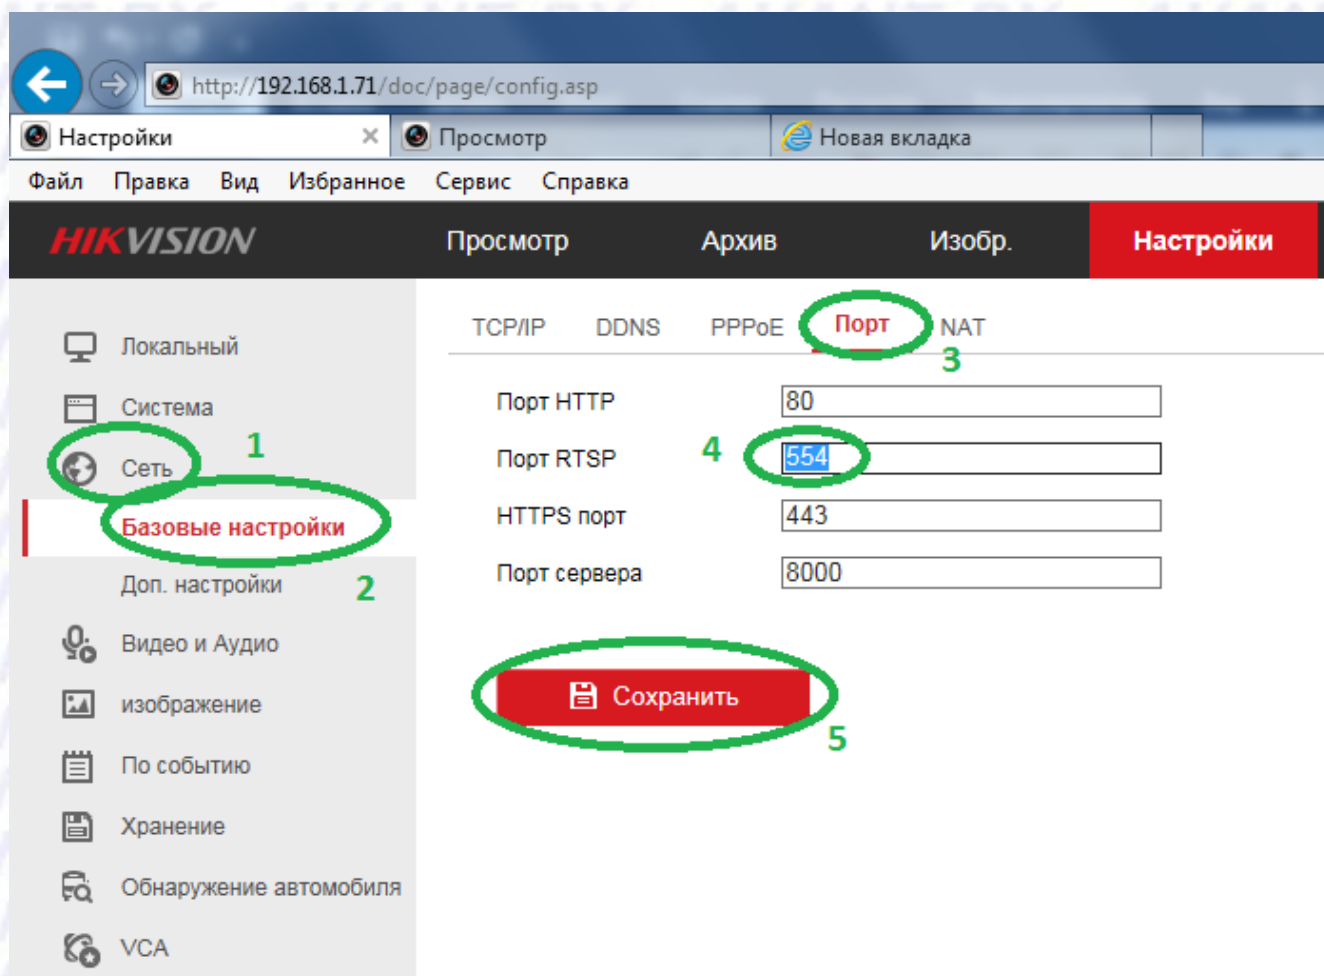 http://192.168.1.71/doc/page/config.asp
Настройки
Просмотр
Новая вкладка
Файл Правка Вид Избранное Сервис Справка
HIKVISION
Просмотр
Архив
Изобр.
Настройки
TCP/IP DDNS PPPoE Порт NAT
3
Локальный
Система
1
Сеть
Базовые настройки
Доп. настройки
2
Видео и Аудио
изображение
По событию
Хранение
Обнаружение автомобиля
VCA
Порт HTTP 80
Порт RTSP 4 554
HTTPS порт 443
Порт сервера 8000
Сохранить
5